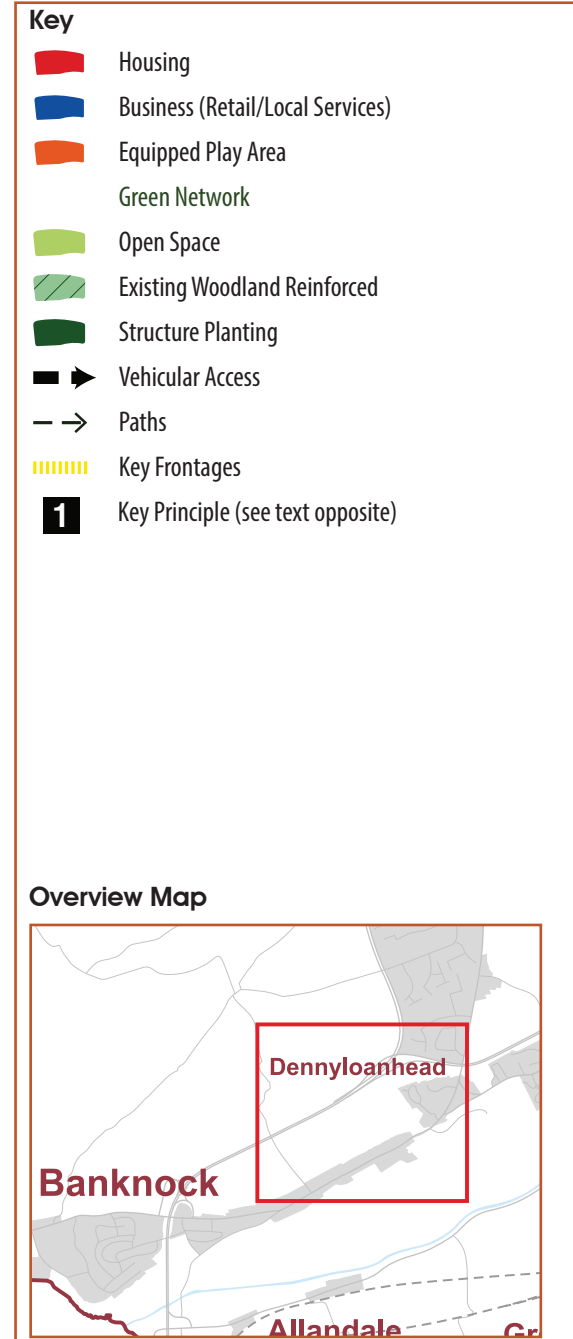 Key
Housing
Business (Retail/Local Services)
Equipped Play Area
Green Network
Open Space
Existing Woodland Reinforced
Structure Planting
Vehicular Access
Paths
Key Frontages
1 Key Principle (see text opposite)
Overview Map
Dennyloanhead
Banknock
Allandale
Gr